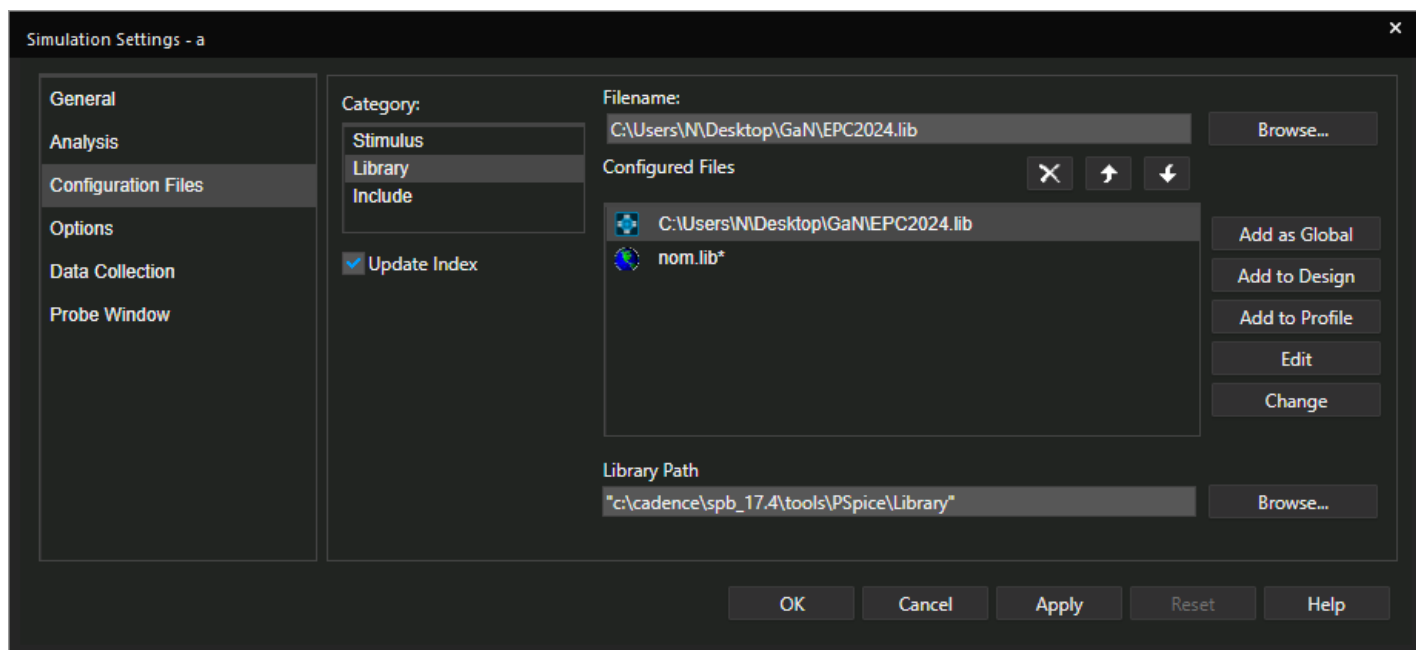 Simulation Settings - a
General
Analysis
Configuration Files
Options
Data Collection
Probe Window
Category:
Stimulus
Library
Include
Update Index
Filename:
C:\Users\N\Desktop\GaN\EPC2024.lib
Browse...
Configured Files
C:\Users\N\Desktop\GaN\EPC2024.lib
nom.lib*
Add as Global
Add to Design
Add to Profile
Edit
Change
Library Path
"c:\cadence\spb_17.4\tools\PSpice\Library"
Browse...
OK
Cancel
Apply
Reset
Help